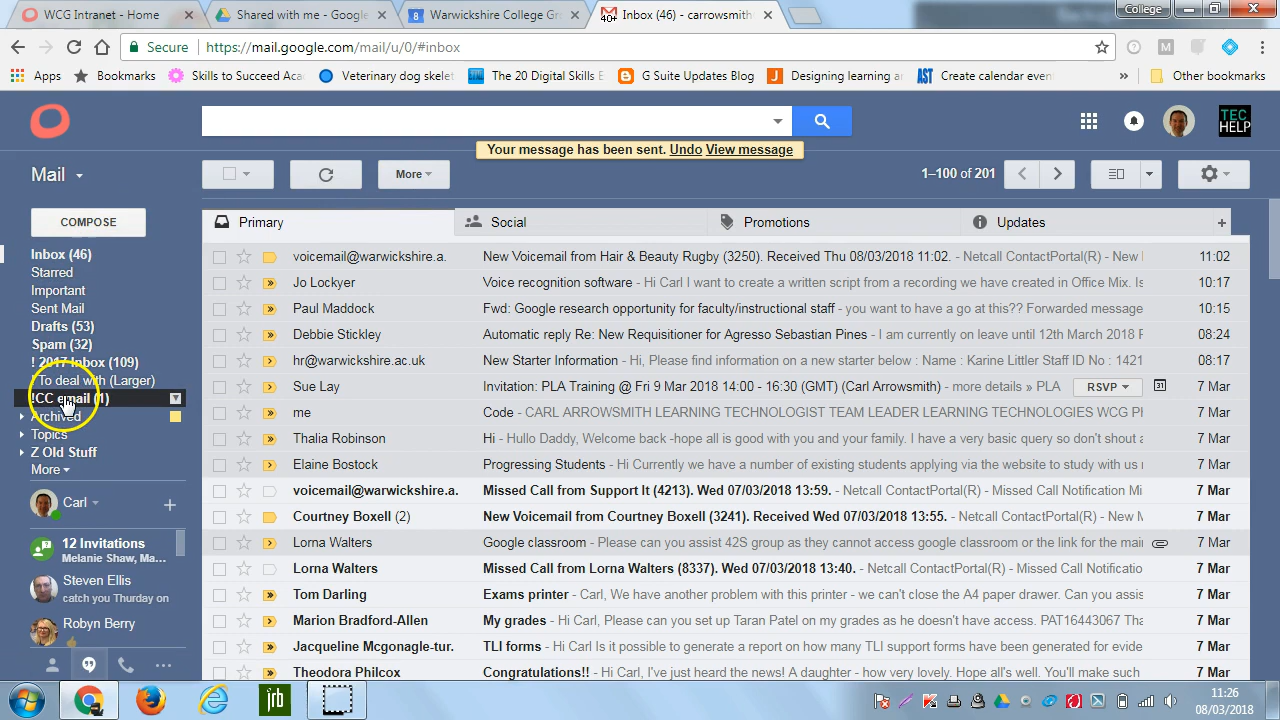 WCG Intranet - Home
Shared with me - Google
Warwickshire College Gr
Inbox (46) - carrowsmith
College
Secure
https://mail.google.com/mail/u/0/#inbox
Apps
Bookmarks
Skills to Succeed Aca
Veterinary dog skele
The 20 Digital Skills E
G Suite Updates Blog
Designing learning a
Create calendar even
Other bookmarks
TEC
HELP
Your message has been sent. Undo View message
Mail
More
1–100 of 201
COMPOSE
Primary
Social
Promotions
Updates
Inbox (46)
Starred
Important
Sent Mail
Drafts (53)
Spam (32)
! 2017 Inbox (109)
To deal with (Larger)
!CC email (1)
Archived
Topics
Z Old Stuff
More
Carl
12 Invitations
Melanie Shaw, Ma...
Steven Ellis
catch you Thurday on
Robyn Berry
voicemail@warwickshire.a. New Voicemail from Hair & Beauty Rugby (3250). Received Thu 08/03/2018 11:02. - Netcall ContactPortal(R) - New 11:02
Jo Lockyer Voice recognition software - Hi Carl I want to create a written script from a recording we have created in Office Mix. Is 10:17
Paul Maddock Fwd: Google research opportunity for faculty/instructional staff - you want to have a go at this?? Forwarded message 10:15
Debbie Stickley Automatic reply Re: New Requisitioner for Agresso Sebastian Pines - I am currently on leave until 12th March 2018 F 08:24
hr@warwickshire.ac.uk New Starter Information - Hi, Please find information on a new starter below : Name : Karine Littler Staff ID No : 1421 08:17
Sue Lay Invitation: PLA Training @ Fri 9 Mar 2018 14:00 - 16:30 (GMT) (Carl Arrowsmith) - more details » PLA RSVP 7 Mar
me Code - CARL ARROWSMITH LEARNING TECHNOLOGIST TEAM LEADER LEARNING TECHNOLOGIES WCG PH 7 Mar
Thalia Robinson Hi - Hullo Daddy, Welcome back -hope all is good with you and your family. I have a very basic query so don't shout a 7 Mar
Elaine Bostock Progressing Students - Hi Currently we have a number of existing students applying via the website to study with us 7 Mar
voicemail@warwickshire.a. Missed Call from Support It (4213). Wed 07/03/2018 13:59. - Netcall ContactPortal(R) - Missed Call Notification Mi 7 Mar
Courtney Boxell (2) New Voicemail from Courtney Boxell (3241). Received Wed 07/03/2018 13:55. - Netcall ContactPortal(R) - New M 7 Mar
Lorna Walters Google classroom - Please can you assist 42S group as they cannot access google classroom or the link for the mai 7 Mar
Lorna Walters Missed Call from Lorna Walters (8337). Wed 07/03/2018 13:40. - Netcall ContactPortal(R) - Missed Call Notificatio 7 Mar
Tom Darling Exams printer - Carl, We have another problem with this printer - we can't close the A4 paper drawer. Can you assis 7 Mar
Marion Bradford-Allen My grades - Hi Carl, Please can you set up Taran Patel on my grades as he doesn't have access. PAT16443067 Tha 7 Mar
Jacqueline Mcgonagle-tur. TLI forms - Hi Carl Is it possible to generate a report on how many TLI support forms have been generated for evide 7 Mar
Theodora Philcox Congratulations!! - Hi Carl, I've just heard the news! A daughter - how very lovely. Hope all's well. You'll make such 7 Mar
jrb
11:26
08/03/2018